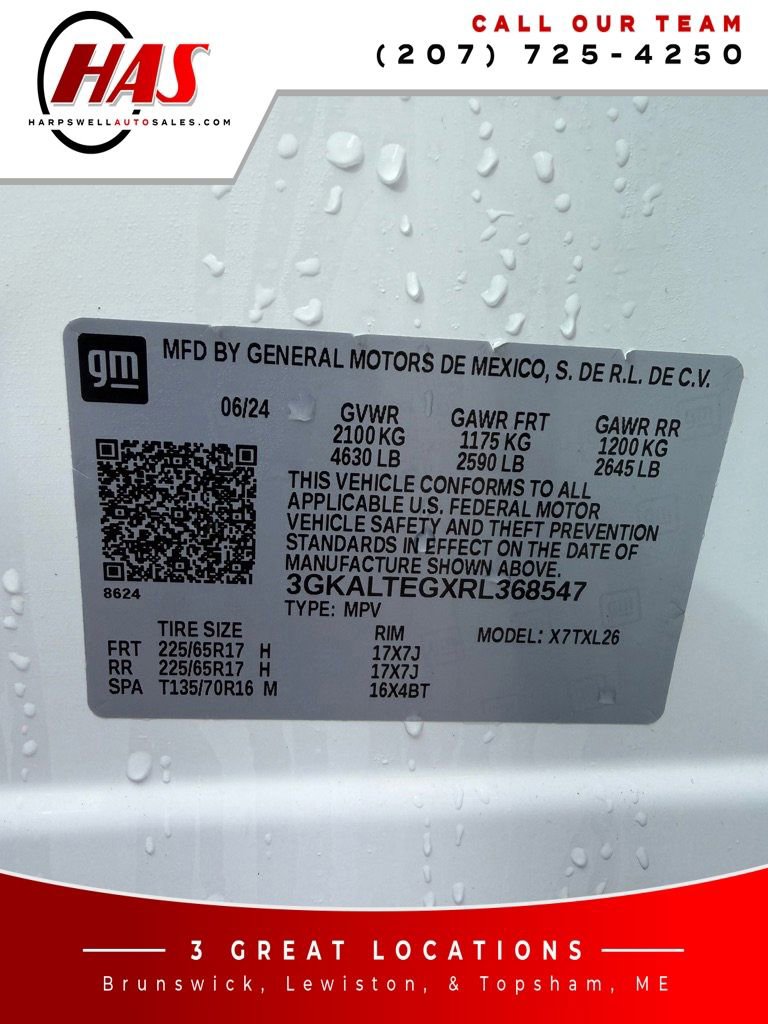 HAS
HARPSWELLAUTOSALES.COM
CALL OUR TEAM
(207) 725-4250
gm
MFD BY GENERAL MOTORS DE MEXICO, S. DE R.L. DE C.V.
06/24 GVWR GAWR FRT GAWR RR
2100 KG 1175 KG 1200 KG
4630 LB 2590 LB 2645 LB
THIS VEHICLE CONFORMS TO ALL
APPLICABLE U.S. FEDERAL MOTOR
VEHICLE SAFETY AND THEFT PREVENTION
STANDARDS IN EFFECT ON THE DATE OF
MANUFACTURE SHOWN ABOVE.
8624
3GKALTEGXRL368547
TYPE: MPV
TIRE SIZE RIM MODEL: X7TXL26
FRT 225/65R17 H 17X7J
RR 225/65R17 H 17X7J
SPA T135/70R16 M 16X4BT
3 GREAT LOCATIONS
Brunswick, Lewiston, & Topsham, ME